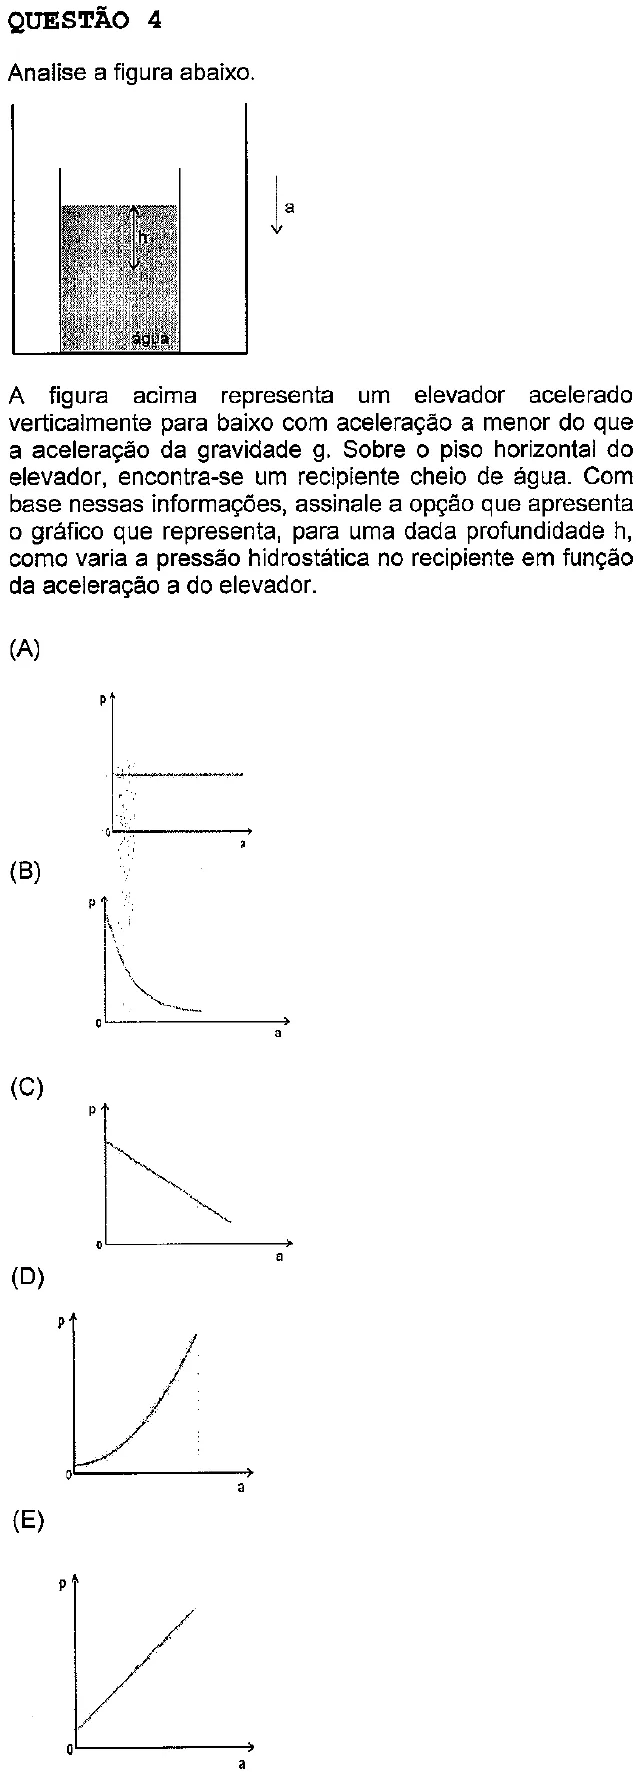 QUESTÃO 4
Analise a figura abaixo.
a
h
água
A figura acima representa um elevador acelerado
verticalmente para baixo com aceleração a menor do que
a aceleração da gravidade g. Sobre o piso horizontal do
elevador, encontra-se um recipiente cheio de água. Com
base nessas informações, assinale a opção que apresenta
o gráfico que representa, para uma dada profundidade h,
como varia a pressão hidrostática no recipiente em função
da aceleração a do elevador.
(A)
p
0
a
(B)
p
0
a
(C)
p
0
a
(D)
p
0
a
(E)
p
0
a